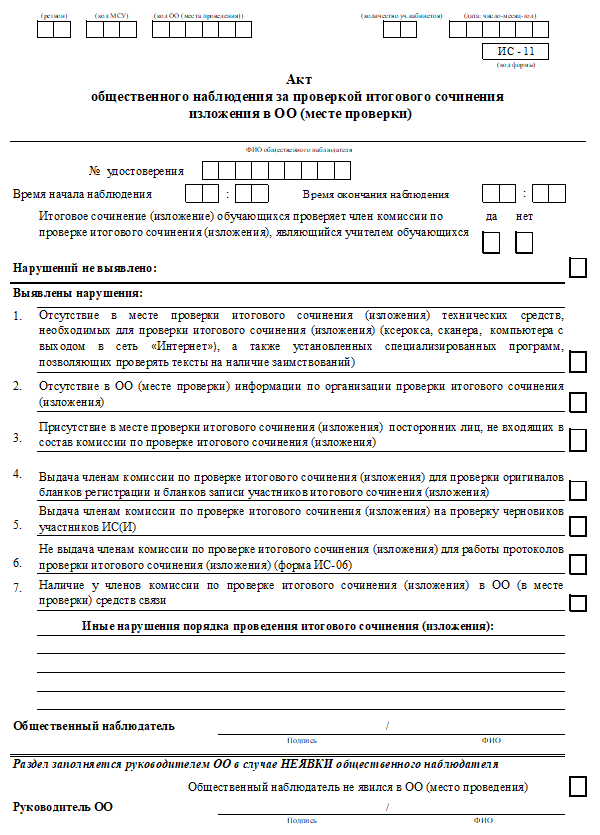 (регион) (код МСУ) (код ОО (места проведения)) (количество уч.кабинетов) (дата: число-месяц-год)
ИС - 11
(код формы)
Акт
общественного наблюдения за проверкой итогового сочинения
изложения в ОО (месте проверки)
ФИО общественного наблюдателя
№ удостоверения
Время начала наблюдения : Время окончания наблюдения :
Итоговое сочинение (изложение) обучающихся проверяет член комиссии по да нет
проверке итогового сочинения (изложения), являющийся учителем обучающихся
Нарушений не выявлено:
Выявлены нарушения:
1. Отсутствие в месте проверки итогового сочинения (изложения) технических средств,
необходимых для проверки итогового сочинения (изложения) (ксерокса, сканера, компьютера с
выходом в сеть «Интернет»), а также установленных специализированных программ,
позволяющих проверять тексты на наличие заимствований)
2. Отсутствие в ОО (месте проверки) информации по организации проверки итогового сочинения
(изложения)
3. Присутствие в месте проверки итогового сочинения (изложения) посторонних лиц, не входящих в
состав комиссии по проверке итогового сочинения (изложения)
4. Выдача членам комиссии по проверке итогового сочинения (изложения) для проверки оригиналов
бланков регистрации и бланков записи участников итогового сочинения (изложения)
5. Выдача членам комиссии по проверке итогового сочинения (изложения) на проверку черновиков
участников ИС(И)
6. Не выдача членам комиссии по проверке итогового сочинения (изложения) для работы протоколов
проверки итогового сочинения (изложения) (форма ИС-06)
7. Наличие у членов комиссии по проверке итогового сочинения (изложения) в ОО (в месте
проверки) средств связи
Иные нарушения порядка проведения итогового сочинения (изложения):
Общественный наблюдатель /
Подпись ФИО
Раздел заполняется руководителем ОО в случае НЕЯВКИ общественного наблюдателя
Общественный наблюдатель не явился в ОО (место проведения)
Руководитель ОО /
Подпись ФИО